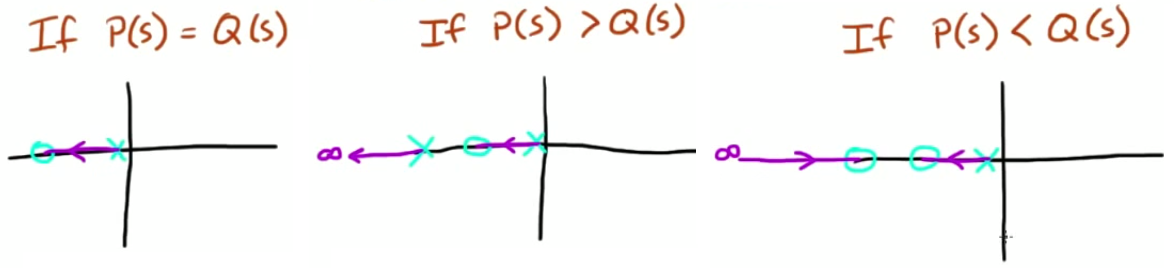 If P(s) = Q(s)
If P(s) > Q(s)
If P(s) < Q(s)
∞
∞